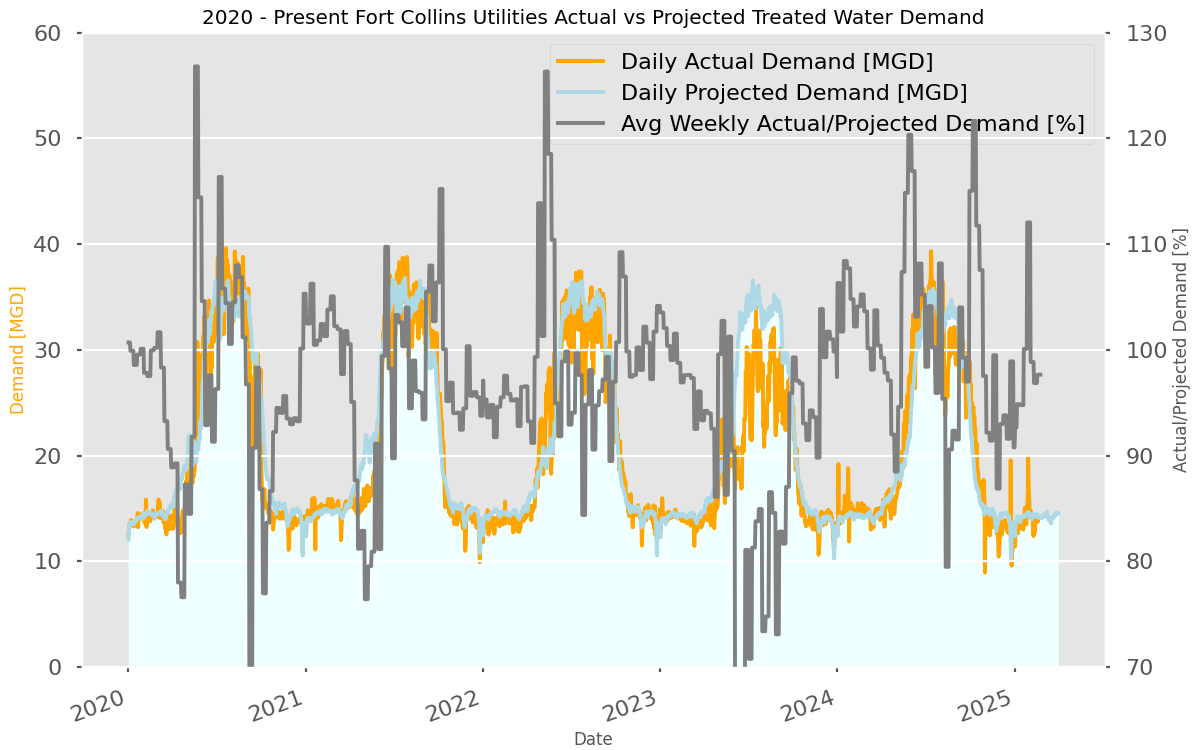 2020 - Present Fort Collins Utilities Actual vs Projected Treated Water Demand
Daily Actual Demand [MGD]
Daily Projected Demand [MGD]
Avg Weekly Actual/Projected Demand [%]
60
50
40
30
20
10
0
Demand [MGD]
130
120
110
100
90
80
70
Actual/Projected Demand [%]
2020
2021
2022
2023
2024
2025
Date